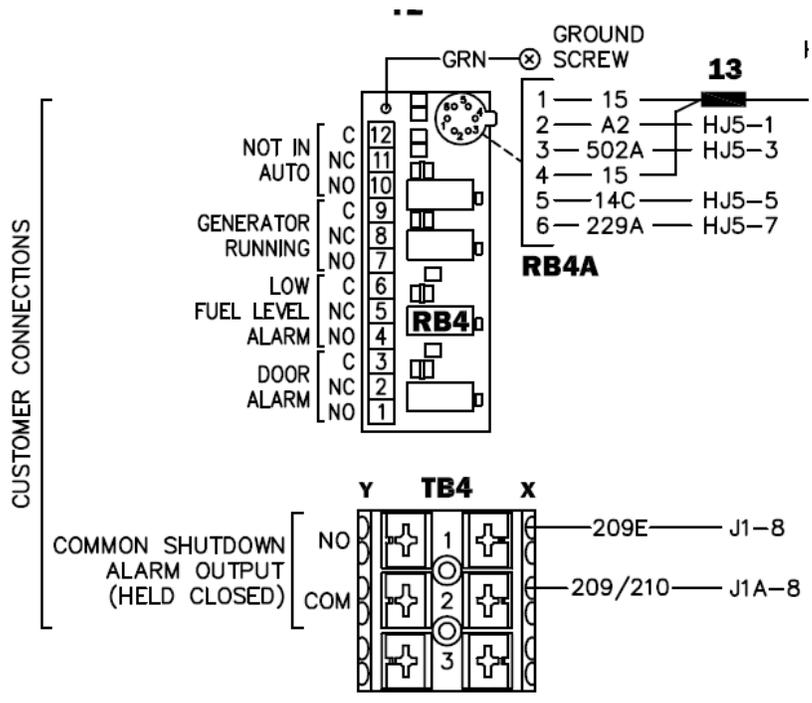 GROUND
GRN SCREW
13
1 15
2 A2 HJ5-1
3 502A HJ5-3
4 15
5 14C HJ5-5
6 229A HJ5-7
RB4A
CUSTOMER CONNECTIONS
NOT IN
AUTO
C 12
NC 11
NO 10
GENERATOR
RUNNING
C 9
NC 8
NO 7
LOW
FUEL LEVEL
ALARM
C 6
NC 5
NO 4
RB4
DOOR
ALARM
C 3
NC 2
NO 1
Y TB4 X
COMMON SHUTDOWN
ALARM OUTPUT
(HELD CLOSED)
NO 1 209E J1-8
COM 2 209/210 J1A-8
3